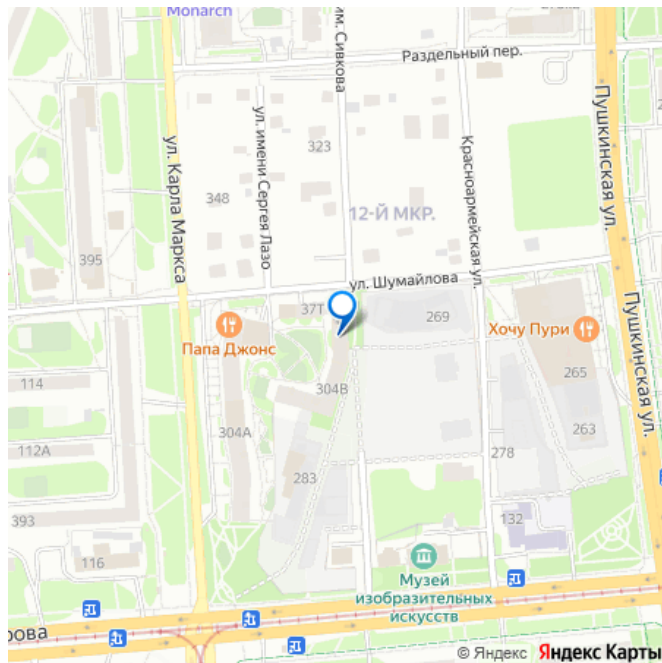 Monarch
им. Сивкова
Раздельный пер.
Пушкинская ул.
ул. имени Сергея Лазо
ул. Карла Маркса
323
Красноармейская ул.
348
12-Й МКР.
395
ул. Шумайлова
37Т
269
Хочу Пури
Папа Джонс
Пушкинская ул.
265
114
304В
304А
263
112А
278
283
393
132
116
Музей
изобразительных
искусств
рова
© Яндекс Яндекс Карты